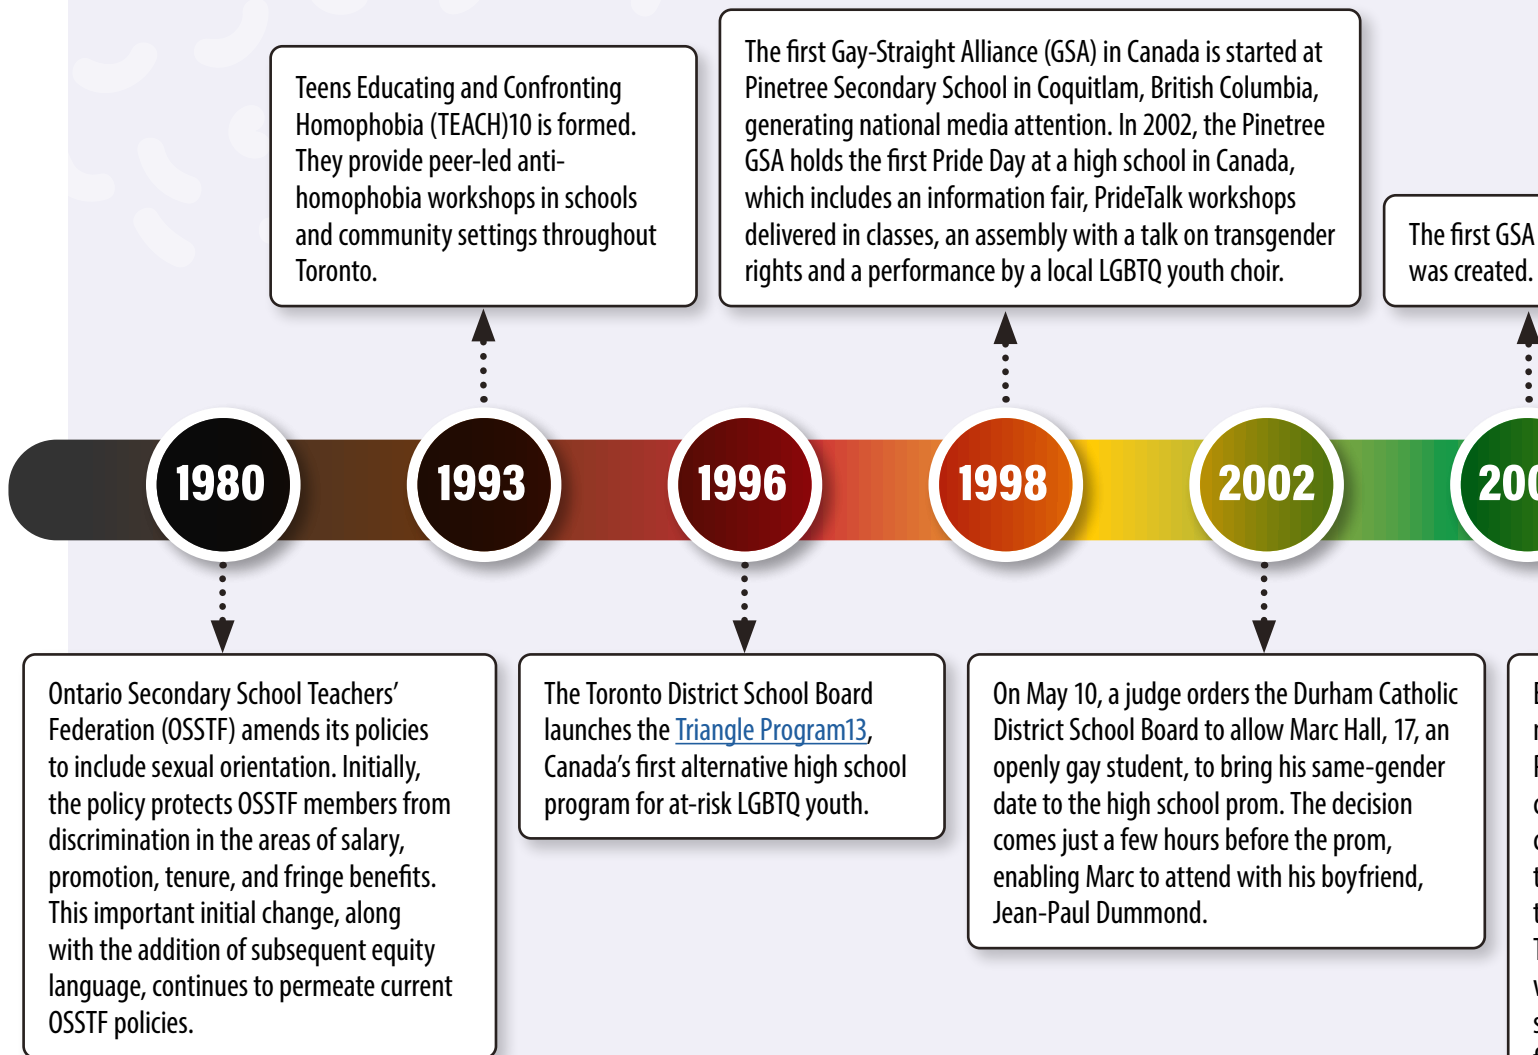 Teens Educating and Confronting
Homophobia (TEACH)10 is formed.
They provide peer-led anti-
homophobia workshops in schools
and community settings throughout
Toronto.
The first Gay-Straight Alliance (GSA) in Canada is started at
Pinetree Secondary School in Coquitlam, British Columbia,
generating national media attention. In 2002, the Pinetree
GSA holds the first Pride Day at a high school in Canada,
which includes an information fair, PrideTalk workshops
delivered in classes, an assembly with a talk on transgender
rights and a performance by a local LGBTQ youth choir.
The first GSA
was created.
1980
1993
1996
1998
2002
Ontario Secondary School Teachers’
Federation (OSSTF) amends its policies
to include sexual orientation. Initially,
the policy protects OSSTF members from
discrimination in the areas of salary,
promotion, tenure, and fringe benefits.
This important initial change, along
with the addition of subsequent equity
language, continues to permeate current
OSSTF policies.
The Toronto District School Board
launches the Triangle Program13,
Canada’s first alternative high school
program for at-risk LGBTQ youth.
On May 10, a judge orders the Durham Catholic
District School Board to allow Marc Hall, 17, an
openly gay student, to bring his same-gender
date to the high school prom. The decision
comes just a few hours before the prom,
enabling Marc to attend with his boyfriend,
Jean-Paul Dummond.